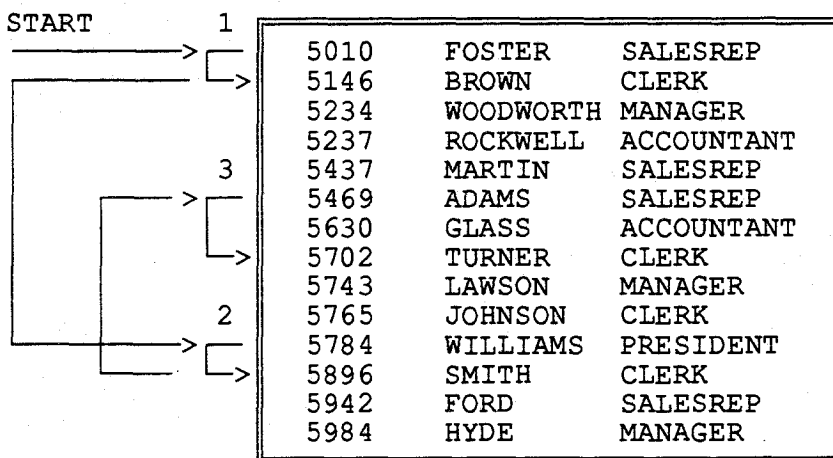 START 1
5010 FOSTER SALESREP
5146 BROWN CLERK
5234 WOODWORTH MANAGER
5237 ROCKWELL ACCOUNTANT
3 5437 MARTIN SALESREP
5469 ADAMS SALESREP
5630 GLASS ACCOUNTANT
5702 TURNER CLERK
5743 LAWSON MANAGER
2 5765 JOHNSON CLERK
5784 WILLIAMS PRESIDENT
5896 SMITH CLERK
5942 FORD SALESREP
5984 HYDE MANAGER